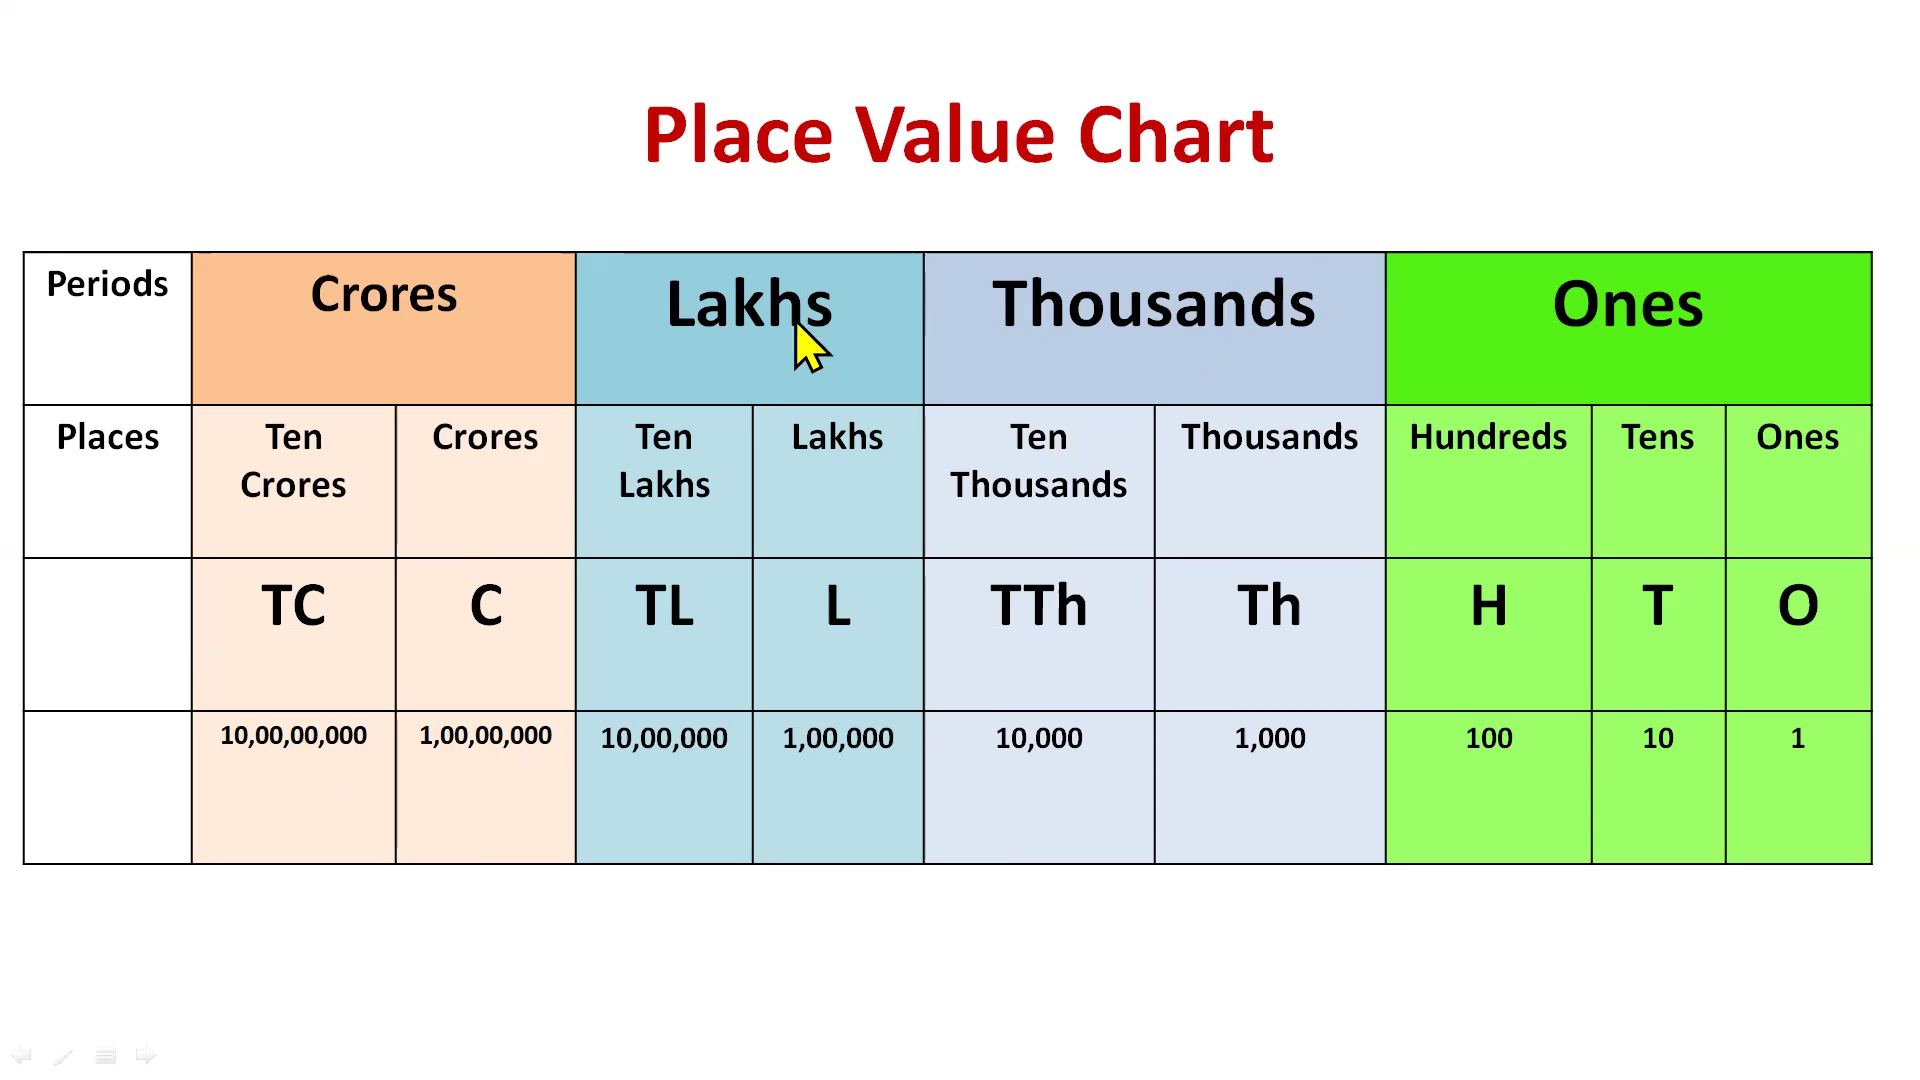 Place Value Chart
Periods Crores Lakhs Thousands Ones
Places Ten Crores Ten Lakhs Ten Thousands Hundreds Tens Ones
Crores Lakhs Thousands
TC C TL L TTh Th H T O
10,00,00,000 1,00,00,000 10,00,000 1,00,000 10,000 1,000 100 10 1